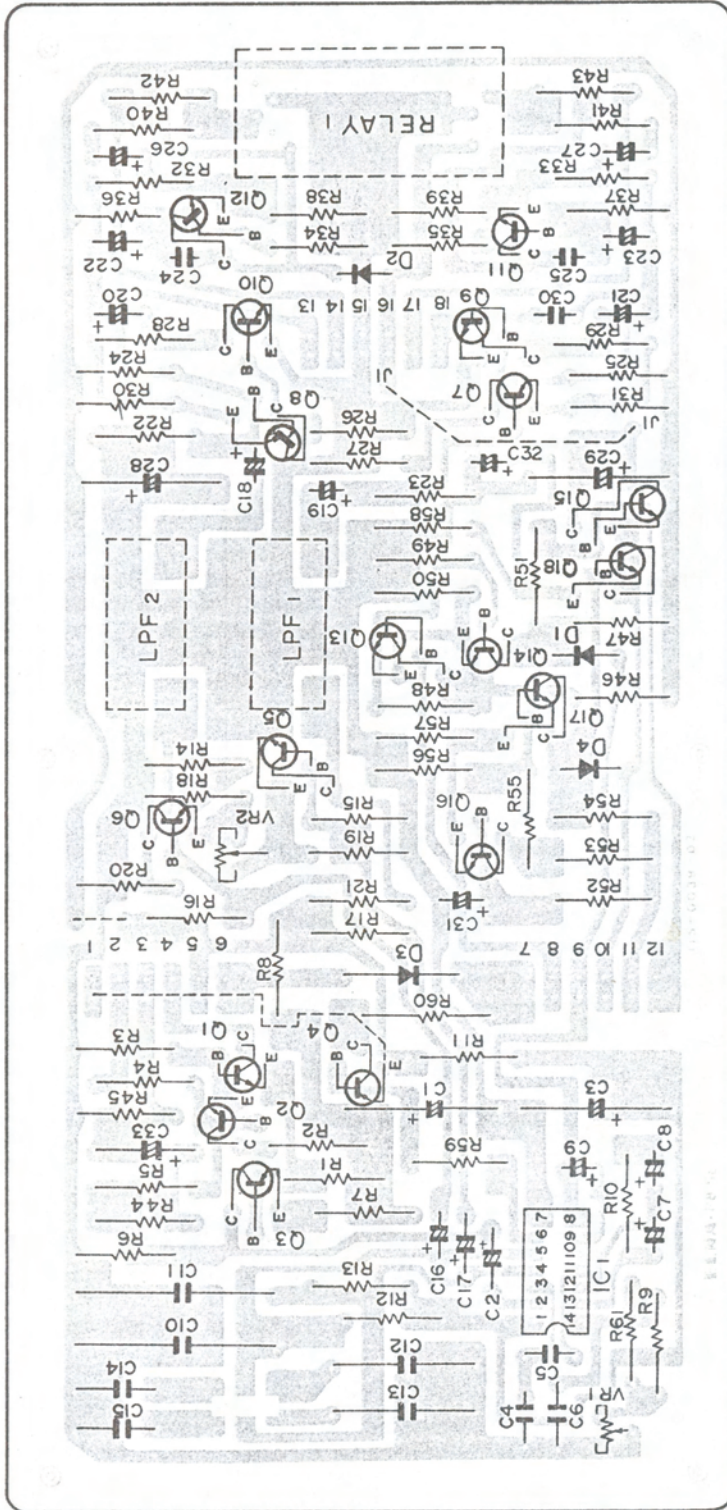 R42
R40
C26
+
R32
R36
C22
+
C24
Q12
E
B
C
R38
R34
R39
R35
RELAY 1
R43
R41
C27
+
R33
R37
C23
+
Q11
E
B
C
C25
D2
C20
+
R28
R24
R30
R22
C28
+
Q10
C
E
B
Q8
B
C
E
C18
+
13 14 15 16 17 18
Q9
E
B
C
C30
C21
+
R29
R25
R31
Q7
C
B
E
J1
J1
R26
R27
C19
+
C32
+
C29
+
R23
R58
R49
R50
Q15
C
B
E
Q18
B
E
C
R51
LPF 2
LPF 1
Q13
B
C
E
Q14
B
E
C
D1
R47
R46
R48
R57
R56
Q17
B
E
C
D4
Q5
E
B
C
R14
R18
Q6
C
E
B
VR2
R15
R19
Q16
E
B
C
R55
R54
R53
R52
R20
R16
R21
R17
C31
+
1 2 3 4 5 6
7 8 9 10 11 12
R8
D3
R60
R11
R3
R4
R45
C33
+
R5
R44
R6
Q1
B
C
E
Q2
E
B
C
Q3
C
B
E
Q4
B
C
E
R2
R1
R7
C1
+
C3
+
R59
C9
+
R10
C8
+
C7
+
C16
+
C17
+
C2
+
R13
R12
C11
C10
C14
C15
C12
C13
1 2 3 4 5 6 7
14 13 12 11 10 9 8
IC1
C5
C4
C6
R61
R9
VR1